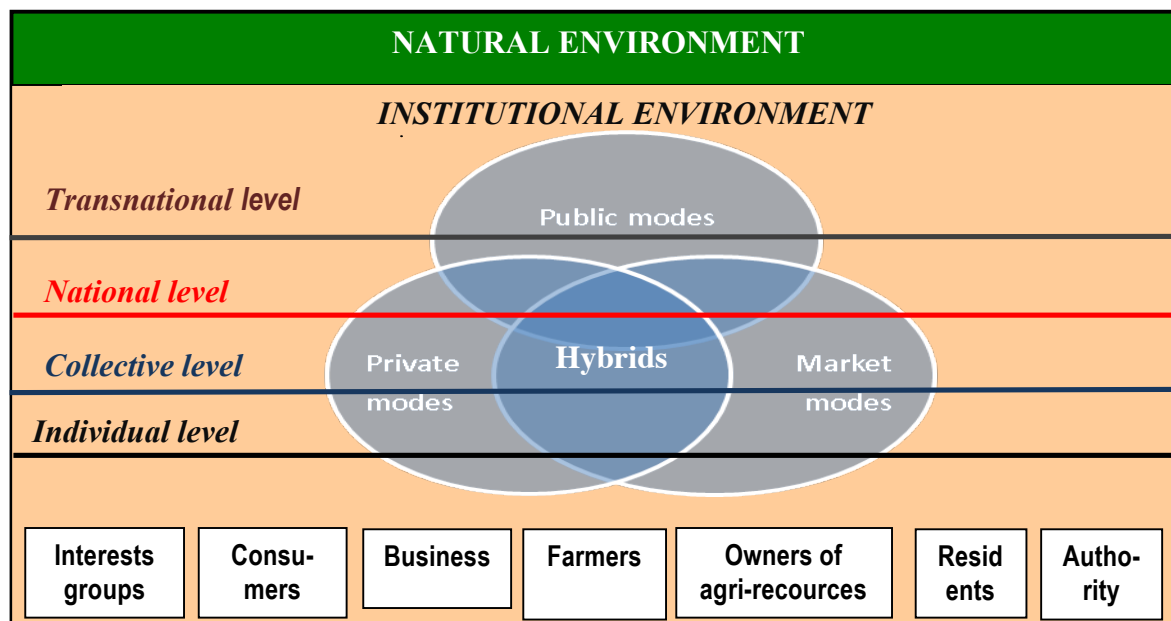 NATURAL ENVIRONMENT
INSTITUTIONAL ENVIRONMENT
Transnational level
Public modes
National level
Collective level
Private
modes
Hybrids
Market
modes
Individual level
Interests
groups
Consu-
mers
Business
Farmers
Owners of
agri-recources
Resid
ents
Autho-
rity